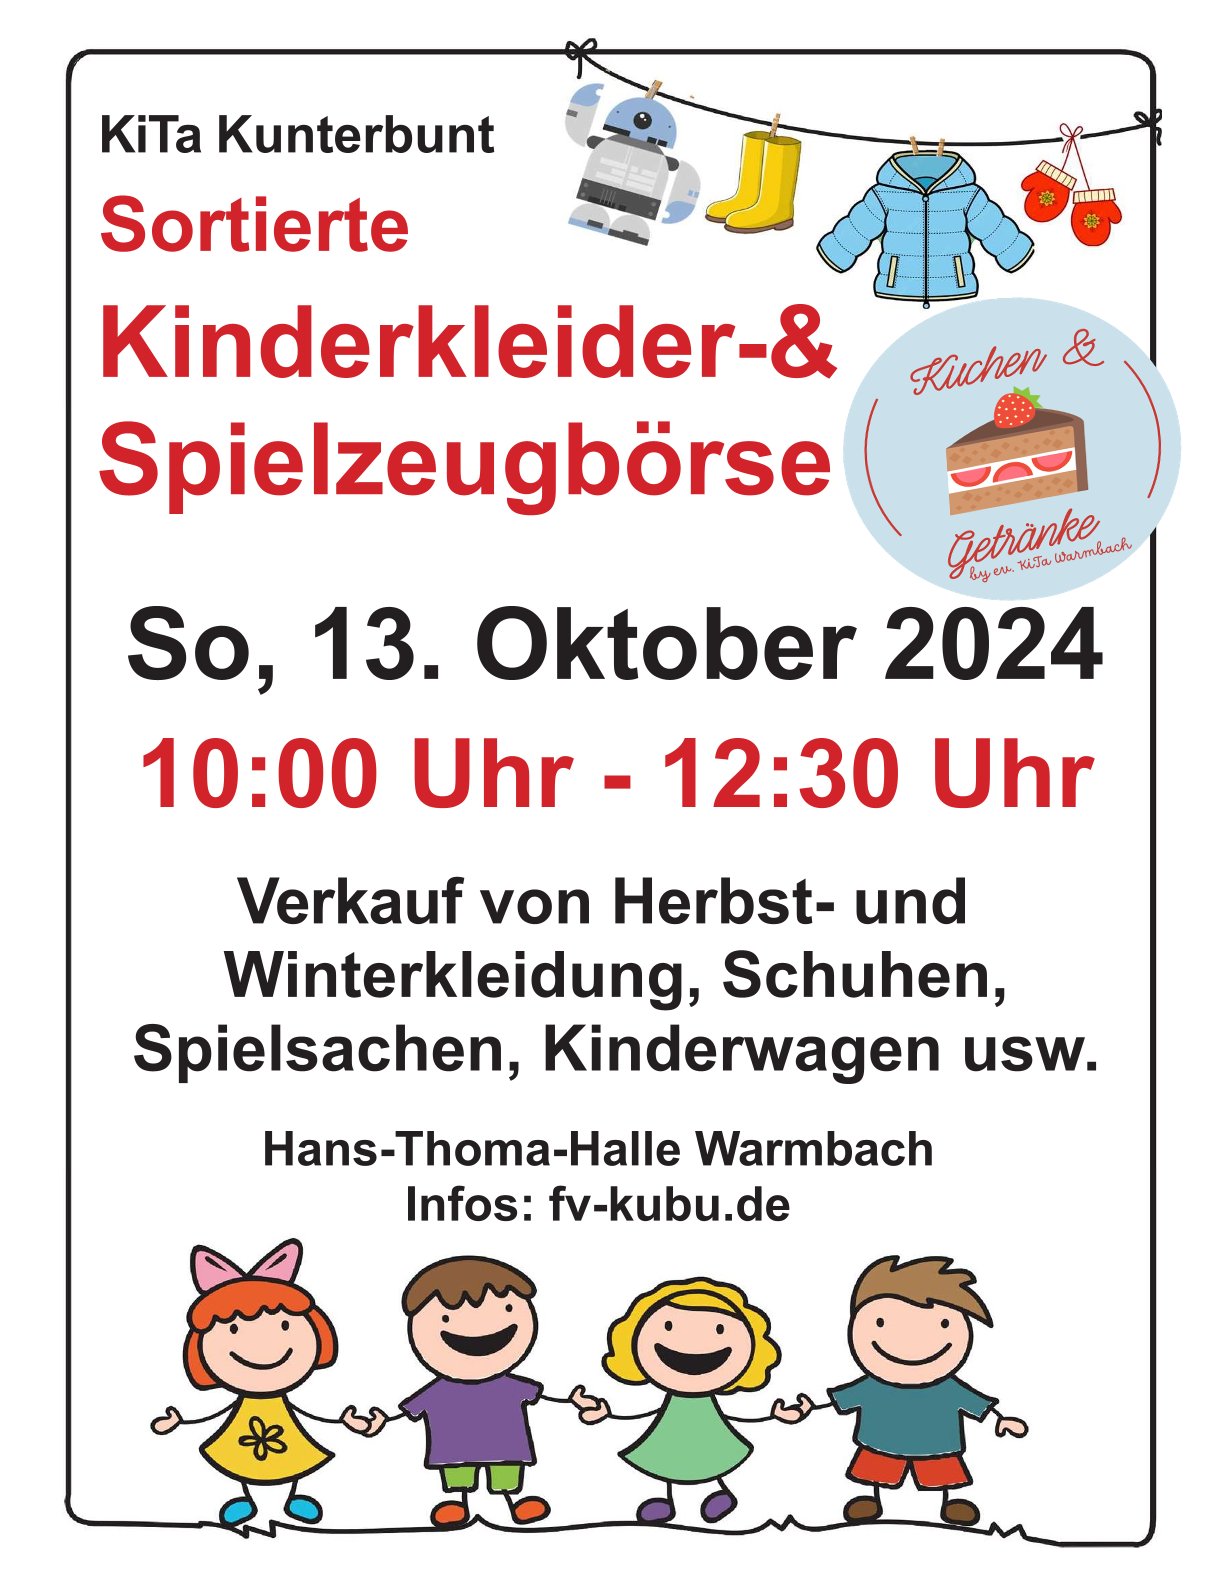 KiTa Kunterbunt
Sortierte
Kinderkleider-&
Spielzeugbörse
Kuchen &
Getränke
by ev. KiTa Warmbach
So, 13. Oktober 2024
10:00 Uhr - 12:30 Uhr
Verkauf von Herbst- und
Winterkleidung, Schuhen,
Spielsachen, Kinderwagen usw.
Hans-Thoma-Halle Warmbach
Infos: fv-kubu.de